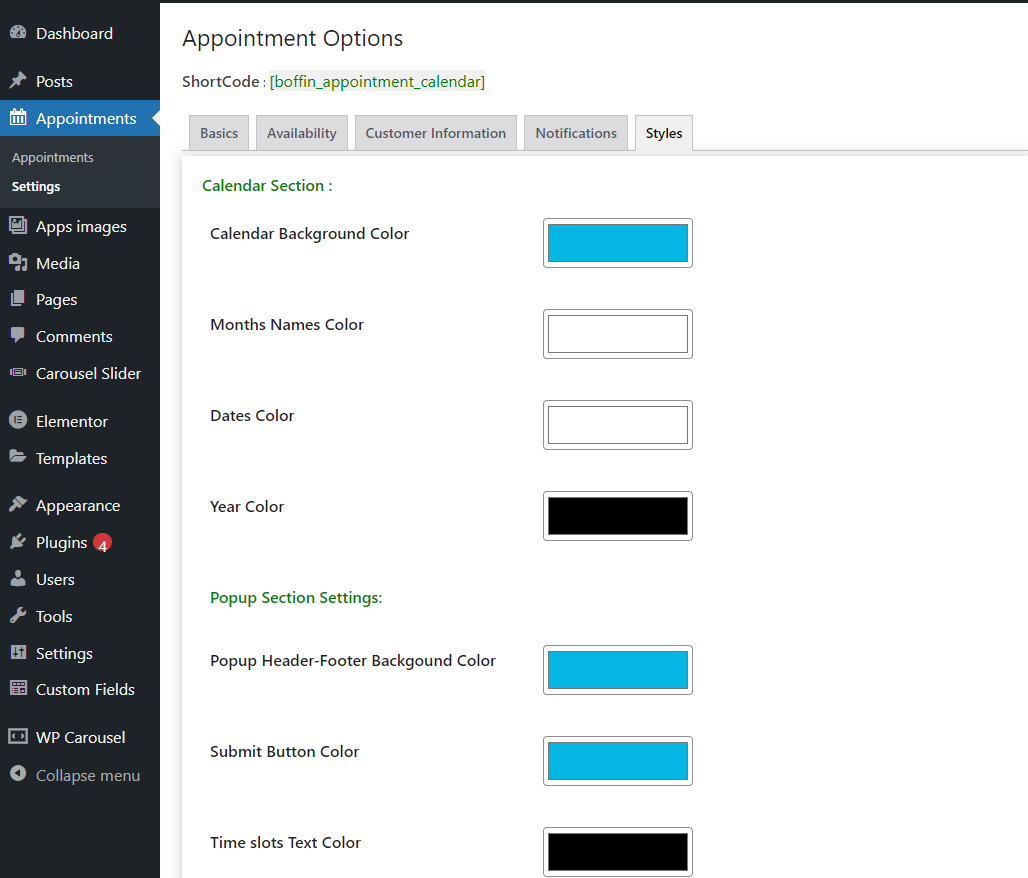 Dashboard
Posts
Appointments
Appointments
Settings
Apps images
Media
Pages
Comments
Carousel Slider
Elementor
Templates
Appearance
Plugins 4
Users
Tools
Settings
Custom Fields
WP Carousel
Collapse menu
Appointment Options
ShortCode : [boffin_appointment_calendar]
Basics Availability Customer Information Notifications Styles
Calendar Section :
Calendar Background Color
Months Names Color
Dates Color
Year Color
Popup Section Settings:
Popup Header-Footer Backgound Color
Submit Button Color
Time slots Text Color